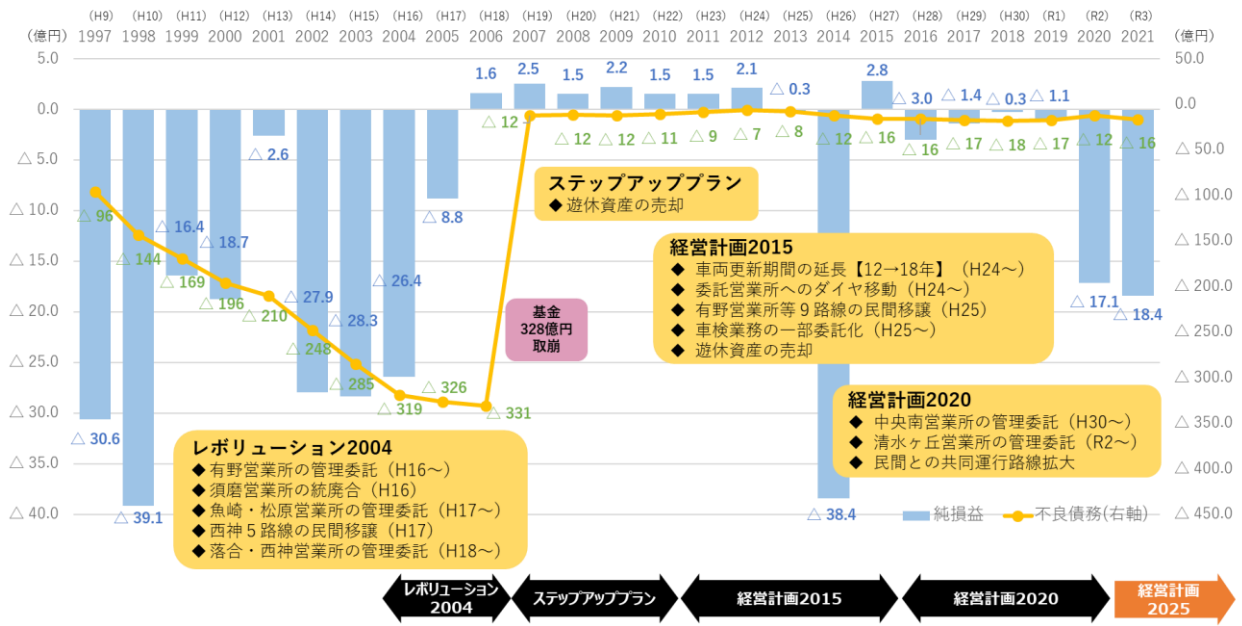 (H9) (H10) (H11) (H12) (H13) (H14) (H15) (H16) (H17) (H18) (H19) (H20) (H21) (H22) (H23) (H24) (H25) (H26) (H27) (H28) (H29) (H30) (R1) (R2) (R3)
(億円) 1997 1998 1999 2000 2001 2002 2003 2004 2005 2006 2007 2008 2009 2010 2011 2012 2013 2014 2015 2016 2017 2018 2019 2020 2021 (億円)
5.0
0.0
△ 5.0
△ 10.0
△ 15.0
△ 20.0
△ 25.0
△ 30.0
△ 35.0
△ 40.0
50.0
0.0
△ 50.0
△ 100.0
△ 150.0
△ 200.0
△ 250.0
△ 300.0
△ 350.0
△ 400.0
△ 450.0
△ 30.6
△ 39.1
△ 16.4
△ 18.7
△ 2.6
△ 27.9
△ 28.3
△ 26.4
△ 8.8
1.6
2.5
1.5
2.2
1.5
1.5
2.1
△ 0.3
△ 38.4
2.8
△ 3.0
△ 1.4
△ 0.3
△ 1.1
△ 17.1
△ 18.4
△ 96
△ 144
△ 169
△ 196
△ 210
△ 248
△ 285
△ 319
△ 326
△ 331
△ 12
△ 12
△ 12
△ 11
△ 9
△ 7
△ 8
△ 12
△ 16
△ 16
△ 17
△ 18
△ 17
△ 12
△ 16
ステップアッププラン
◆ 遊休資産の売却
基金
328億円
取崩
経営計画2015
◆ 車両更新期間の延長【12→18年】(H24～)
◆ 委託営業所へのダイヤ移動(H24～)
◆ 有野営業所等９路線の民間移譲(H25)
◆ 車検業務の一部委託化(H25～)
◆ 遊休資産の売却
経営計画2020
◆ 中央南営業所の管理委託(H30～)
◆ 清水ヶ丘営業所の管理委託(R2～)
◆ 民間との共同運行路線拡大
レボリューション2004
◆ 有野営業所の管理委託(H16～)
◆ 須磨営業所の統廃合(H16)
◆ 魚崎・松原営業所の管理委託(H17～)
◆ 西神５路線の民間移譲(H17)
◆ 落合・西神営業所の管理委託(H18～)
純損益 不良債務(右軸)
レボリューション
2004
ステップアッププラン
経営計画2015
経営計画2020
経営計画
2025